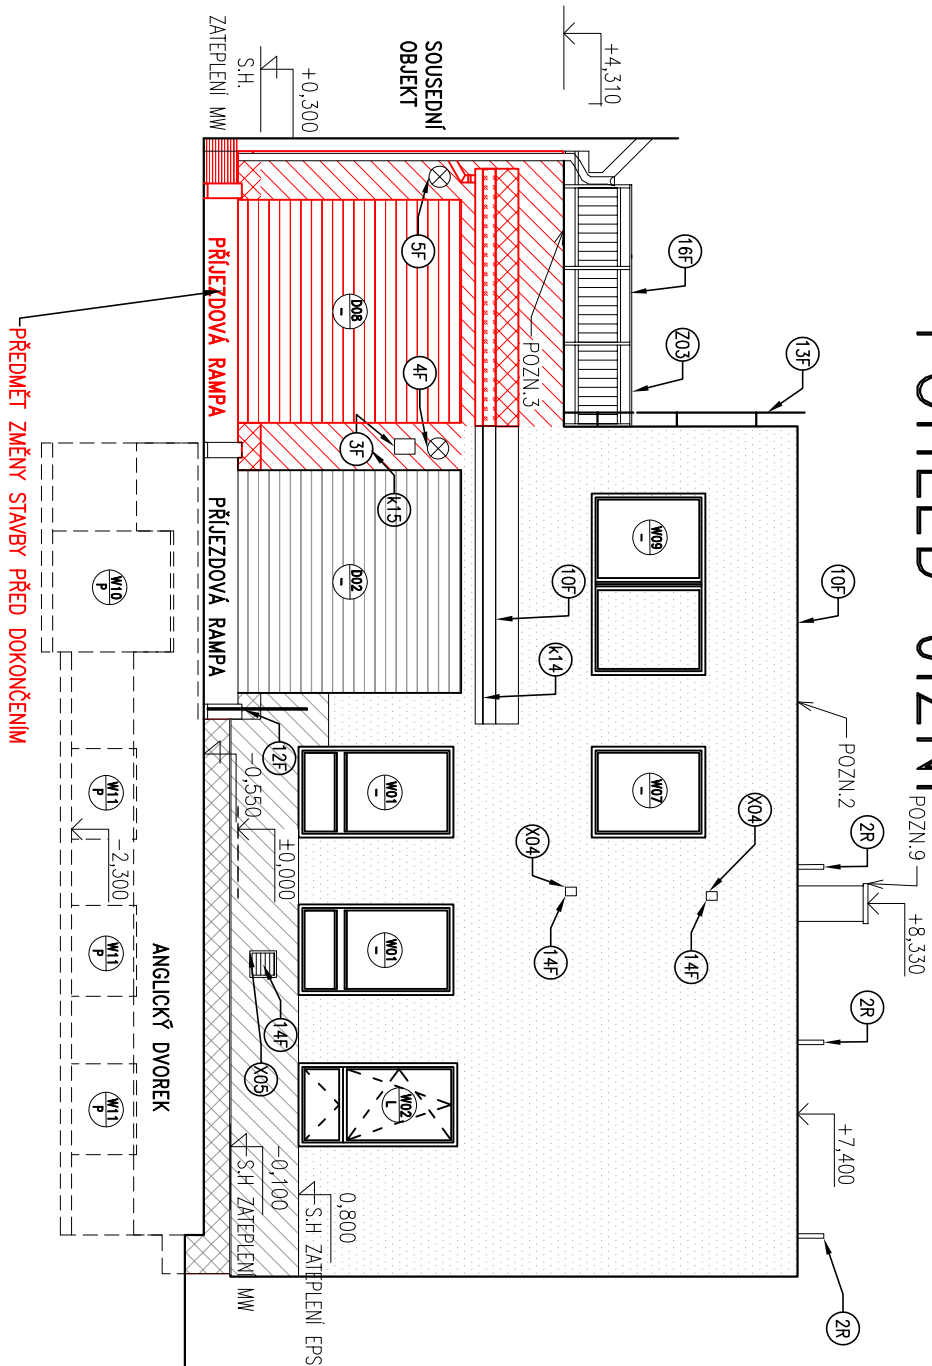 +4,310
SOUSEDNÍ
OBJEKT
+0,300
S.H.
ZATEPLENÍ MW
16F
Z03
13F
POZN.3
5F
4F
3F
k15
D08
-
D02
-
PŘÍJEZDOVÁ RAMPA
PŘÍJEZDOVÁ RAMPA
PŘEDMĚT ZMĚNY STAVBY PŘED DOKONČENÍM
W09
-
10F
10F
k14
POZN.2
POZN.9
2R
+8,330
2R
+7,400
2R
W07
-
X04
14F
X04
14F
W01
-
W01
-
W02
L
12F
-0,550
±0,000
-2,300
14F
X05
ANGLICKÝ DVOREK
W10
P
W11
P
W11
P
W11
P
-0,100
S.H ZATEPLENÍ MW
0,800
S.H ZATEPLENÍ EPS